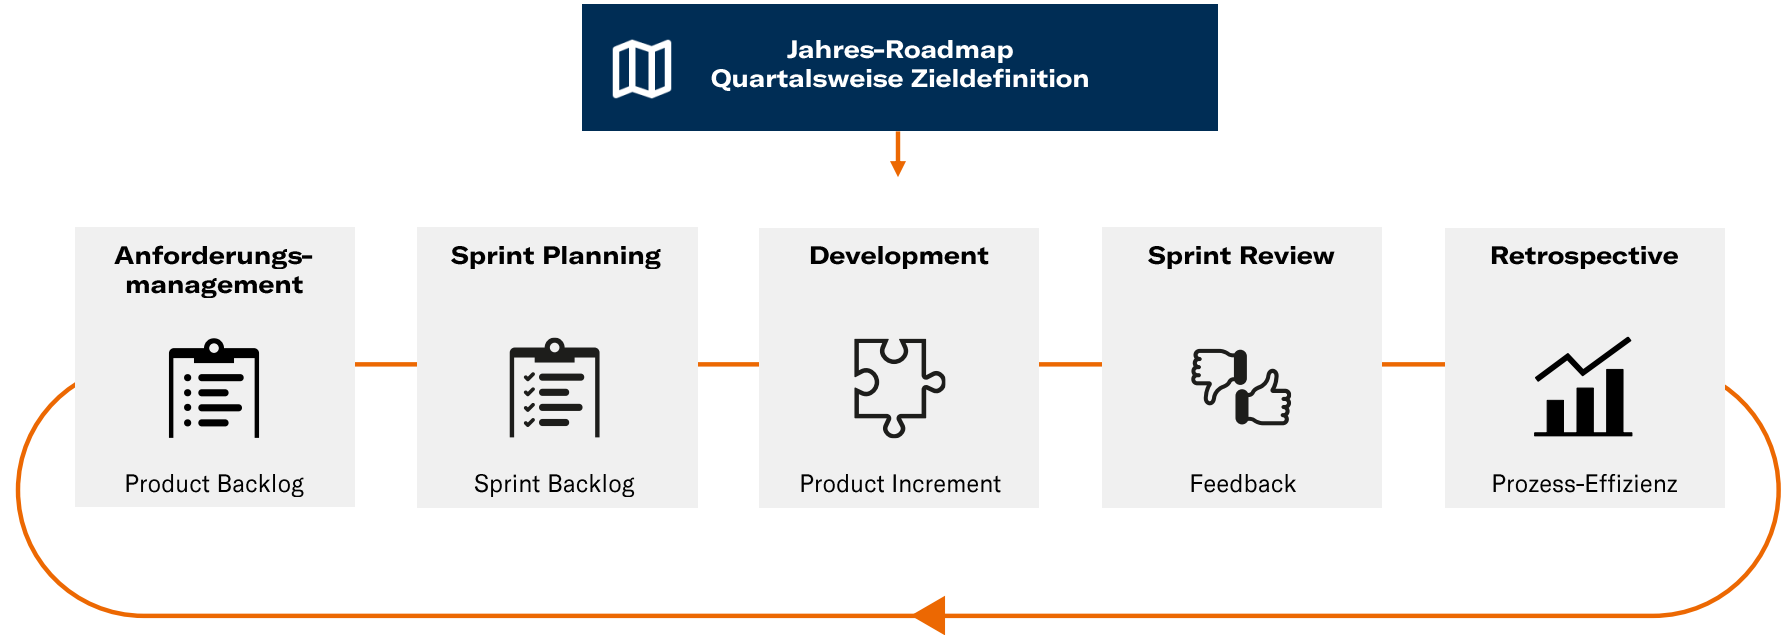 Jahres-Roadmap
Quartalsweise Zieldefinition
Anforderungs-
management
Product Backlog
Sprint Planning
Sprint Backlog
Development
Product Increment
Sprint Review
Feedback
Retrospective
Prozess-Effizienz